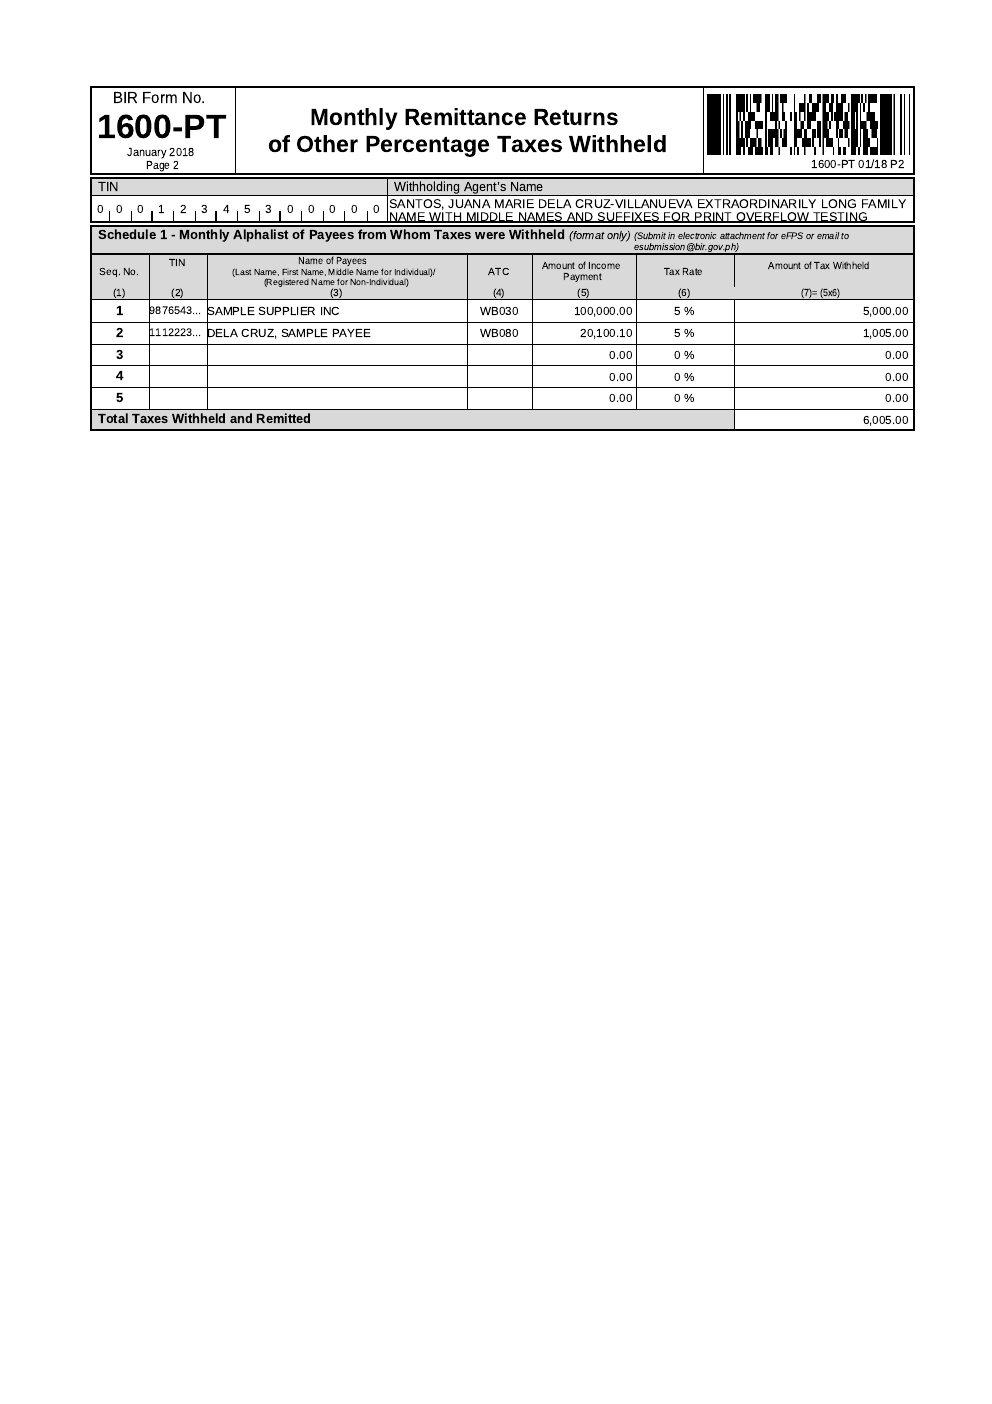 BIR Form No.
1600-PT
January 2018
Page 2
Monthly Remittance Returns
of Other Percentage Taxes Withheld
1600-PT 01/18 P2
TIN
Withholding Agent's Name
0 0 0 1 2 3 4 5 3 0 0 0 0 0
SANTOS, JUANA MARIE DELA CRUZ-VILLANUEVA EXTRAORDINARILY LONG FAMILY
NAME WITH MIDDLE NAMES AND SUFFIXES FOR PRINT OVERFLOW TESTING
Schedule 1 - Monthly Alphalist of Payees from Whom Taxes were Withheld (format only) (Submit in electronic attachment for eFPS or email to
esubmission@bir.gov.ph)
Seq. No.
(1)
TIN
(2)
Name of Payees
(Last Name, First Name, Middle Name for Individual)/
(Registered Name for Non-Individual)
(3)
ATC
(4)
Amount of Income
Payment
(5)
Tax Rate
(6)
Amount of Tax Withheld
(7)= (5x6)
1 9876543... SAMPLE SUPPLIER INC WB030 100,000.00 5 % 5,000.00
2 1112223... DELA CRUZ, SAMPLE PAYEE WB080 20,100.10 5 % 1,005.00
3 0.00 0 % 0.00
4 0.00 0 % 0.00
5 0.00 0 % 0.00
Total Taxes Withheld and Remitted 6,005.00